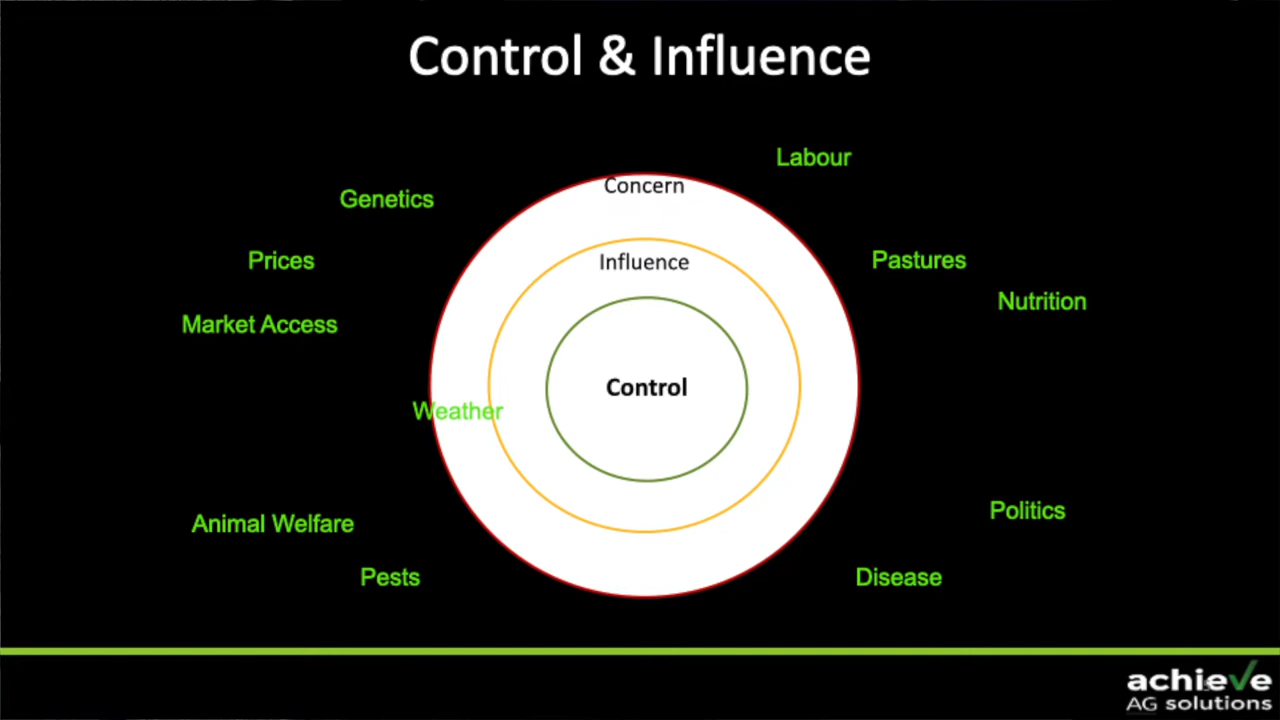 Control & Influence
Labour
Concern
Genetics
Prices
Influence
Pastures
Nutrition
Market Access
Control
Weather
Animal Welfare
Politics
Pests
Disease
achieve
AG solutions